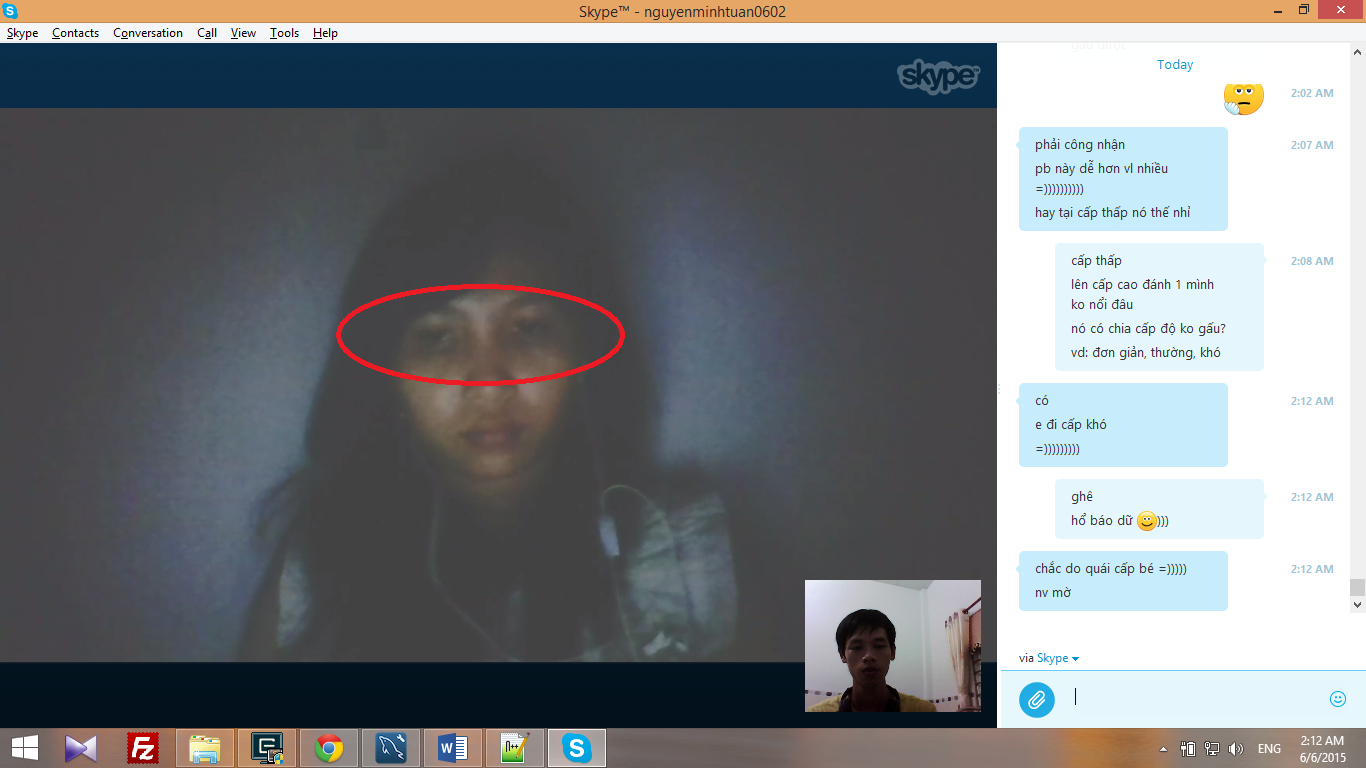 Skype™ - nguyenminhtuan0602
Skype Contacts Conversation Call View Tools Help
skype™
Today
2:02 AM
phải công nhận
2:07 AM
pb này dễ hơn vl nhiều
=))))))))))
hay tại cấp thấp nó thế nhỉ
cấp thấp
2:08 AM
lên cấp cao đánh 1 mình
ko nổi đâu
nó có chia cấp độ ko gấu?
vd: đơn giản, thường, khó
có
2:12 AM
e đi cấp khó
=)))))))))
ghê
2:12 AM
hổ báo dữ )))
chắc do quái cấp bé =)))))
2:12 AM
nv mờ
via Skype
ENG
2:12 AM
6/6/2015